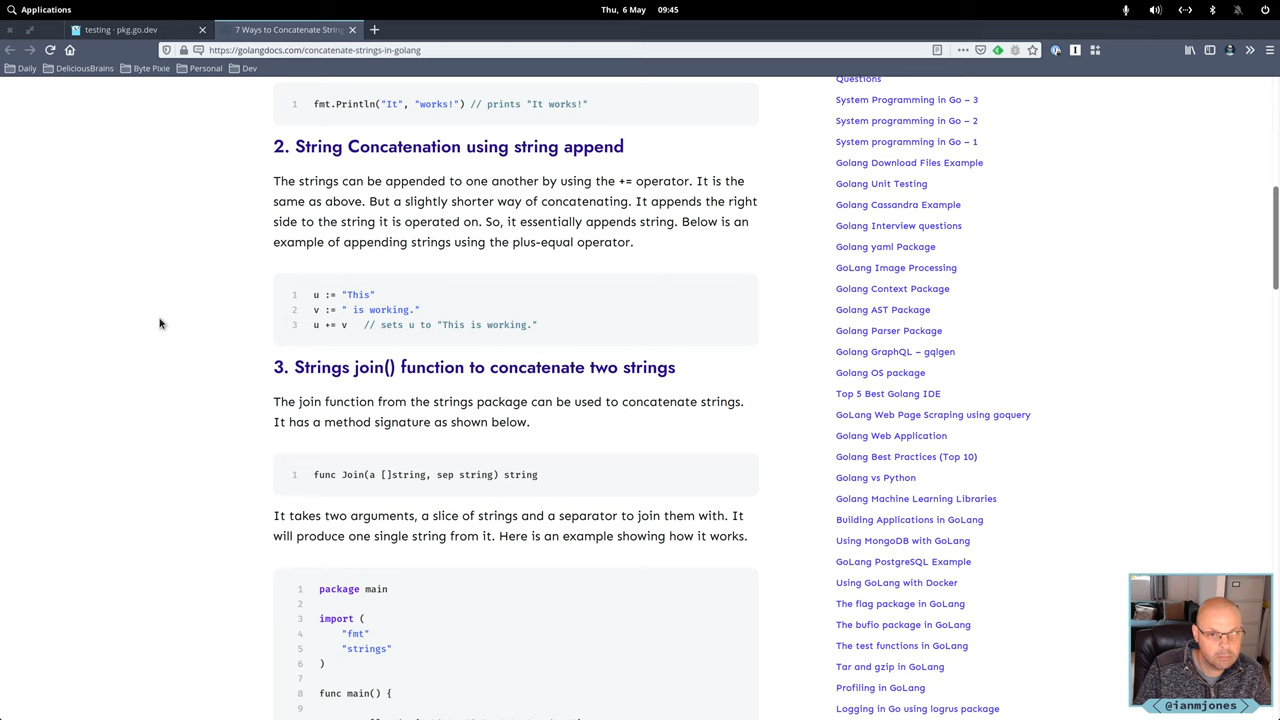 Applications
Thu, 6 May 09:45
testing · pkg.go.dev
7 Ways to Concatenate String
https://golangdocs.com/concatenate-strings-in-golang
Daily
DeliciousBrains
Byte Pixie
Personal
Dev
1 fmt.Println("It", "works!") // prints "It works!"
2. String Concatenation using string append
The strings can be appended to one another by using the += operator. It is the
same as above. But a slightly shorter way of concatenating. It appends the right
side to the string it is operated on. So, it essentially appends string. Below is an
example of appending strings using the plus-equal operator.
1 u := "This"
2 v := " is working."
3 u += v // sets u to "This is working."
3. Strings join() function to concatenate two strings
The join function from the strings package can be used to concatenate strings.
It has a method signature as shown below.
1 func Join(a []string, sep string) string
It takes two arguments, a slice of strings and a separator to join them with. It
will produce one single string from it. Here is an example showing how it works.
1 package main
2
3 import (
4 "fmt"
5 "strings"
6 )
7
8 func main() {
9
Questions
System Programming in Go – 3
System programming in Go – 2
System programming in Go – 1
Golang Download Files Example
Golang Unit Testing
Golang Cassandra Example
Golang Interview questions
Golang yaml Package
GoLang Image Processing
Golang Context Package
Golang AST Package
Golang Parser Package
Golang GraphQL – gqlgen
Golang OS package
Top 5 Best Golang IDE
GoLang Web Page Scraping using goquery
Golang Web Application
Golang Best Practices (Top 10)
Golang vs Python
Golang Machine Learning Libraries
Building Applications in GoLang
Using MongoDB with GoLang
GoLang PostgreSQL Example
Using GoLang with Docker
The flag package in GoLang
The bufio package in GoLang
The test functions in GoLang
Tar and gzip in GoLang
Profiling in GoLang
Logging in Go using logrus package
@ianmjones